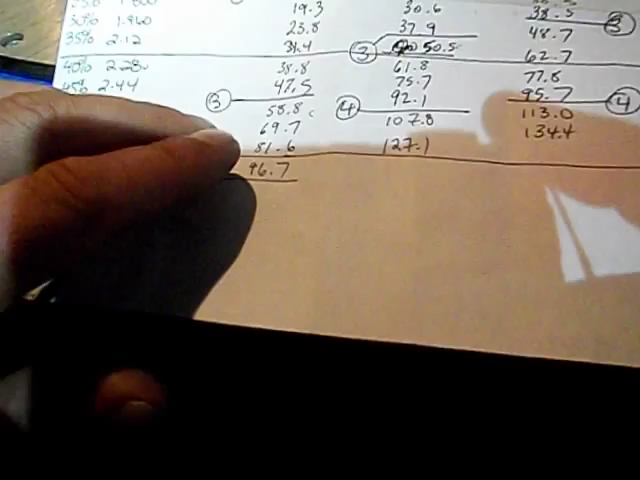 19.3 30.6 38.5
30% 1.960 23.8 37.9 3
35% 2.12 31.4 3 50.5 48.7
62.7
40% 38.8 61.8
45% 2.44 47.5 75.7 77.8
3 92.1 95.7 4
58.8 4 107.8 113.0
69.7 134.4
81.6 127.1
96.7